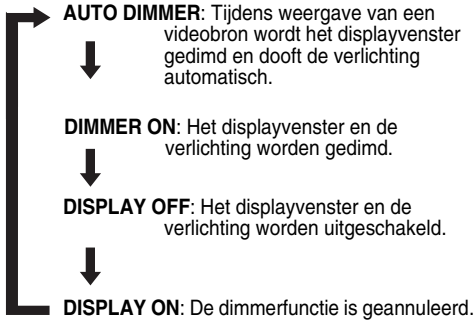 AUTO DIMMER: Tijdens weergave van een
videobron wordt het displayvenster
gedimd en dooft de verlichting
automatisch.
DIMMER ON: Het displayvenster en de
verlichting worden gedimd.
DISPLAY OFF: Het displayvenster en de
verlichting worden uitgeschakeld.
DISPLAY ON: De dimmerfunctie is geannuleerd.